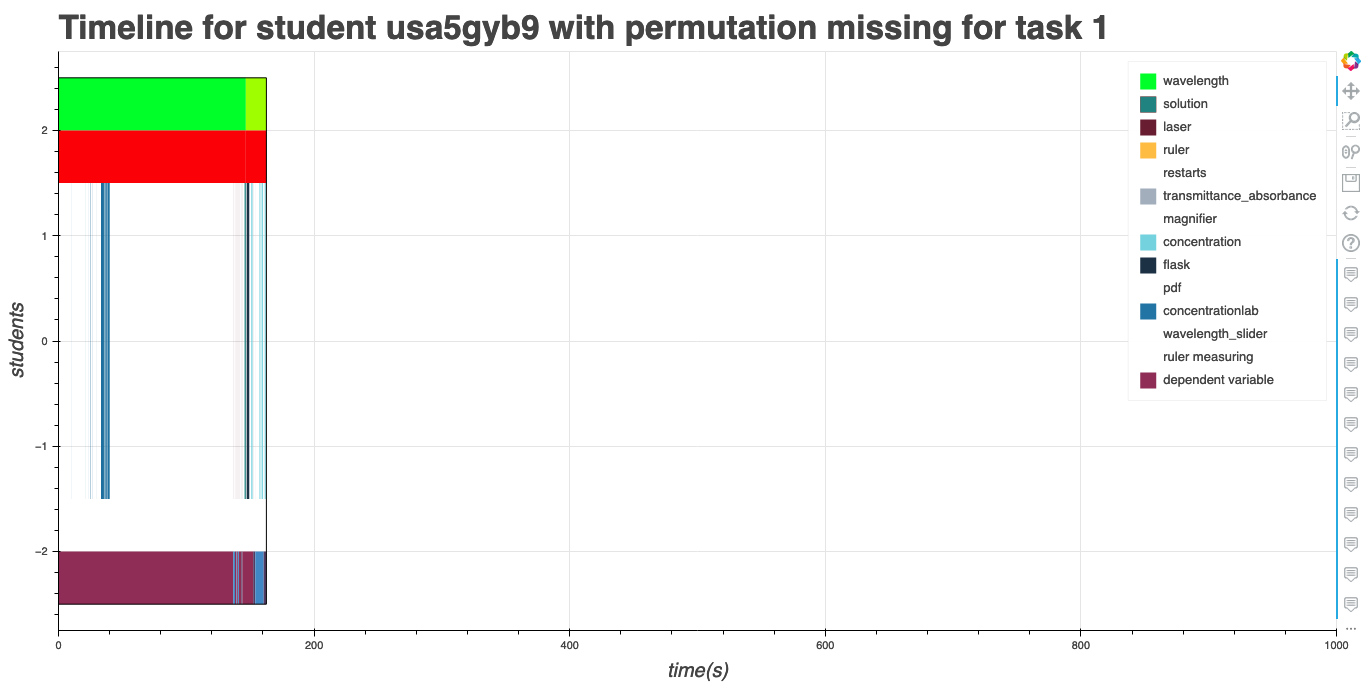 Timeline for student usa5gyb9 with permutation missing for task 1
wavelength
solution
laser
ruler
restarts
transmittance_absorbance
magnifier
concentration
flask
pdf
concentrationlab
wavelength_slider
ruler measuring
dependent variable
students
2
1
0
−1
−2
0 200 400 600 800 1000
time(s)